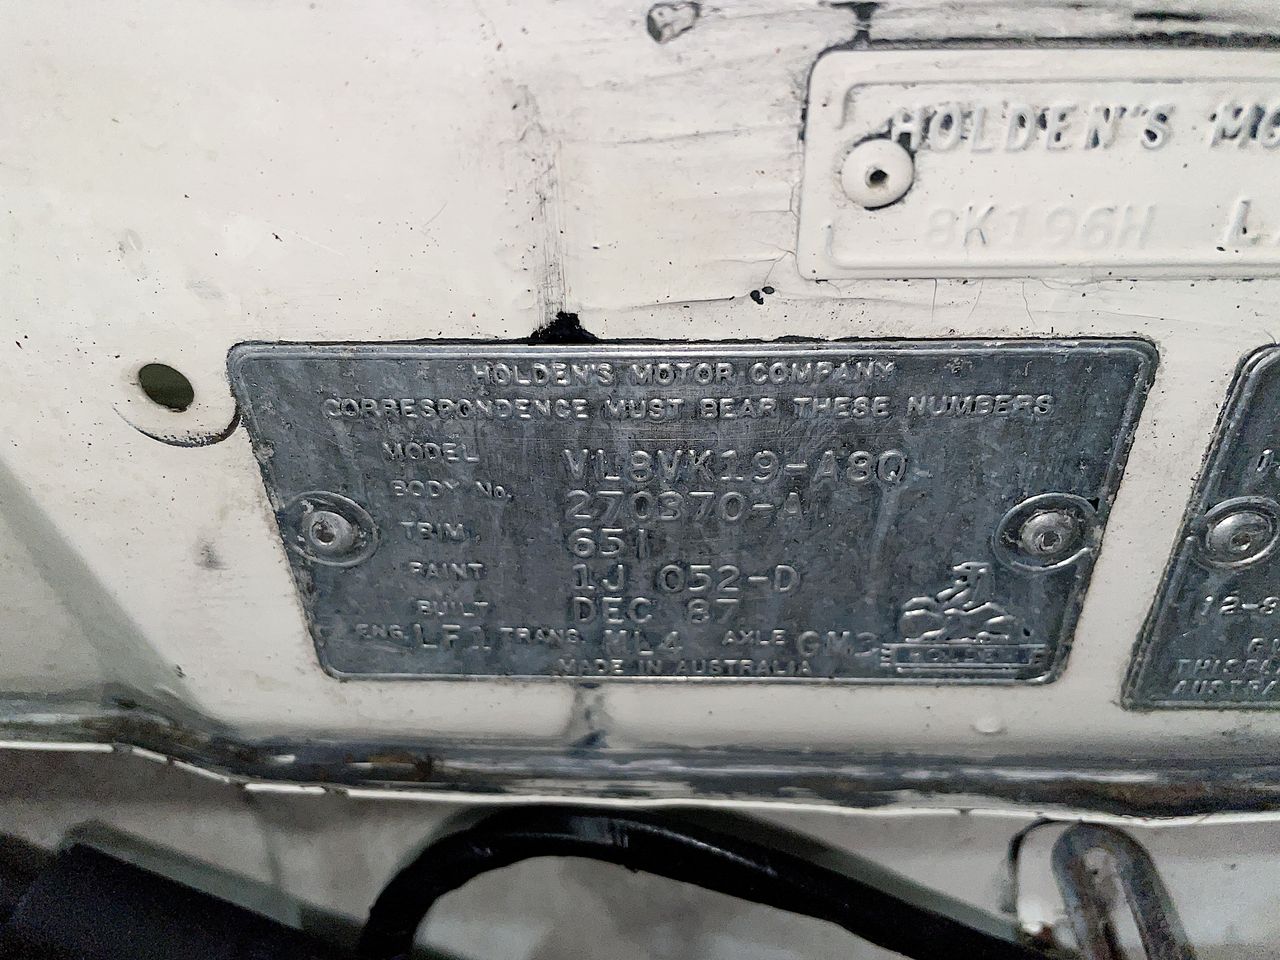 HOLDEN'S
8K196H
HOLDEN'S MOTOR COMPANY
CORRESPONDENCE MUST BEAR THESE NUMBERS
MODEL VL8VK19-A8Q
BODY No. 270370-A
TRIM 651
PAINT 1J 052-D
BUILT DEC 87
ENG. LF1 TRANS. ML4 AXLE GM3
HOLDEN
MADE IN AUSTRALIA